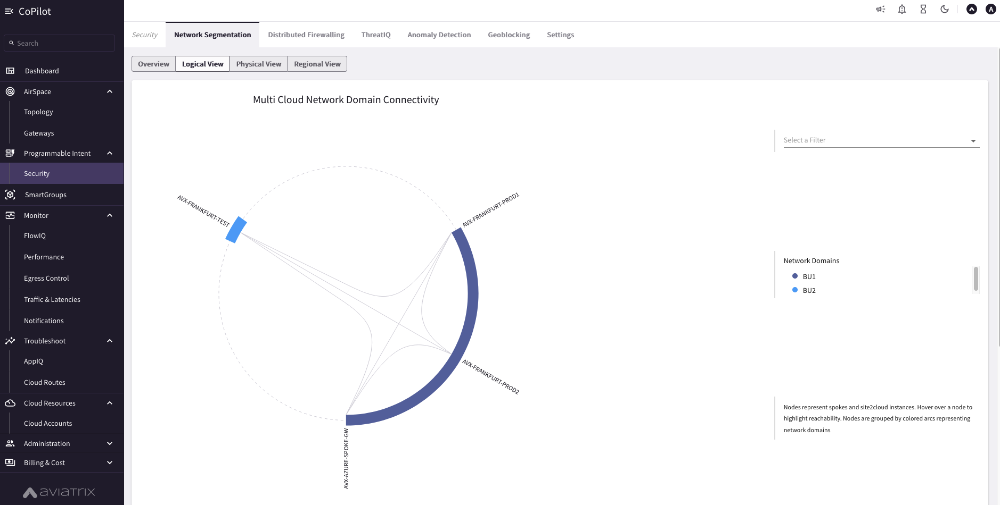 CoPilot
Search
Dashboard
AirSpace
Topology
Gateways
Programmable Intent
Security
SmartGroups
Monitor
FlowIQ
Performance
Egress Control
Traffic & Latencies
Notifications
Troubleshoot
AppIQ
Cloud Routes
Cloud Resources
Cloud Accounts
Administration
Billing & Cost
aviatrix
A
Security
Network Segmentation
Distributed Firewalling
ThreatIQ
Anomaly Detection
Geoblocking
Settings
Overview
Logical View
Physical View
Regional View
Multi Cloud Network Domain Connectivity
AVX-FRANKFURT-TEST
AVX-FRANKFURT-PROD1
AVX-FRANKFURT-PROD2
AVX-AZURE-SPOKE-GW
Select a Filter
Network Domains
BU1
BU2
Nodes represent spokes and site2cloud instances. Hover over a node to
highlight reachability. Nodes are grouped by colored arcs representing
network domains